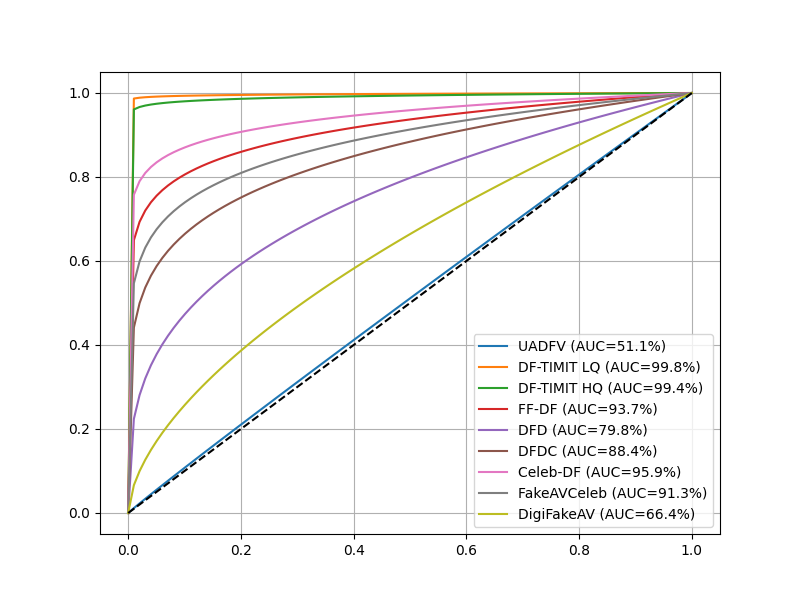 1.0
0.8
0.6
0.4
0.2
0.0
0.0 0.2 0.4 0.6 0.8 1.0
UADFV (AUC=51.1%)
DF-TIMIT LQ (AUC=99.8%)
DF-TIMIT HQ (AUC=99.4%)
FF-DF (AUC=93.7%)
DFD (AUC=79.8%)
DFDC (AUC=88.4%)
Celeb-DF (AUC=95.9%)
FakeAVCeleb (AUC=91.3%)
DigiFakeAV (AUC=66.4%)